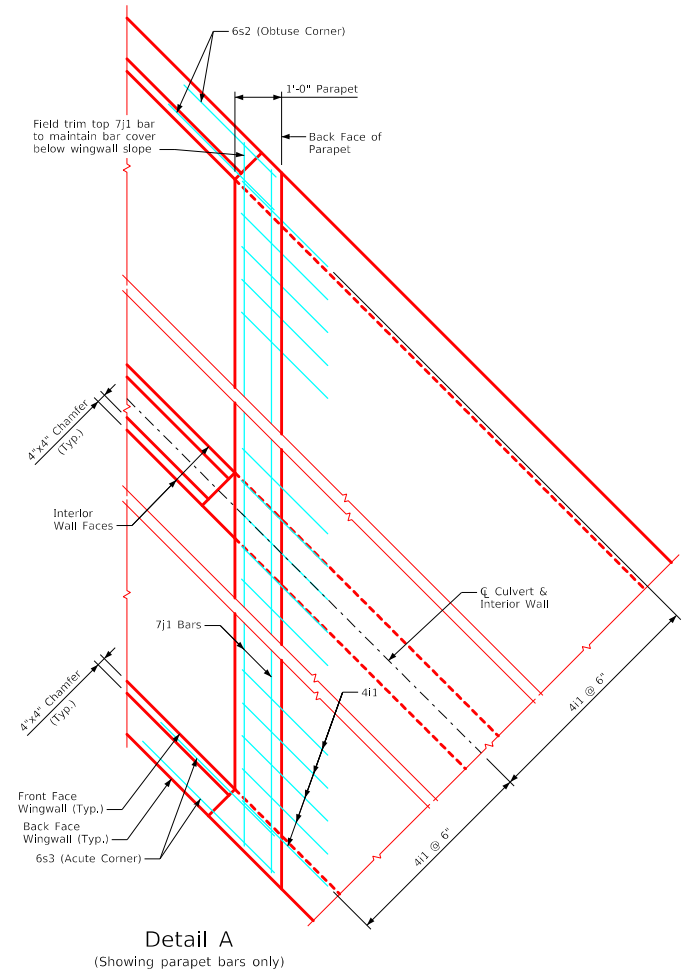 6s2 (Obtuse Corner)
1'-0" Parapet
Field trim top 7j1 bar
to maintain bar cover
below wingwall slope
Back Face of
Parapet
4"x4" Chamfer
(Typ.)
Interior
Wall Faces
℄ Culvert &
Interior Wall
7j1 Bars
4i1
4i1 @ 6"
4"x4" Chamfer
(Typ.)
Front Face
Wingwall (Typ.)
Back Face
Wingwall (Typ.)
6s3 (Acute Corner)
4i1 @ 6"
Detail A
(Showing parapet bars only)